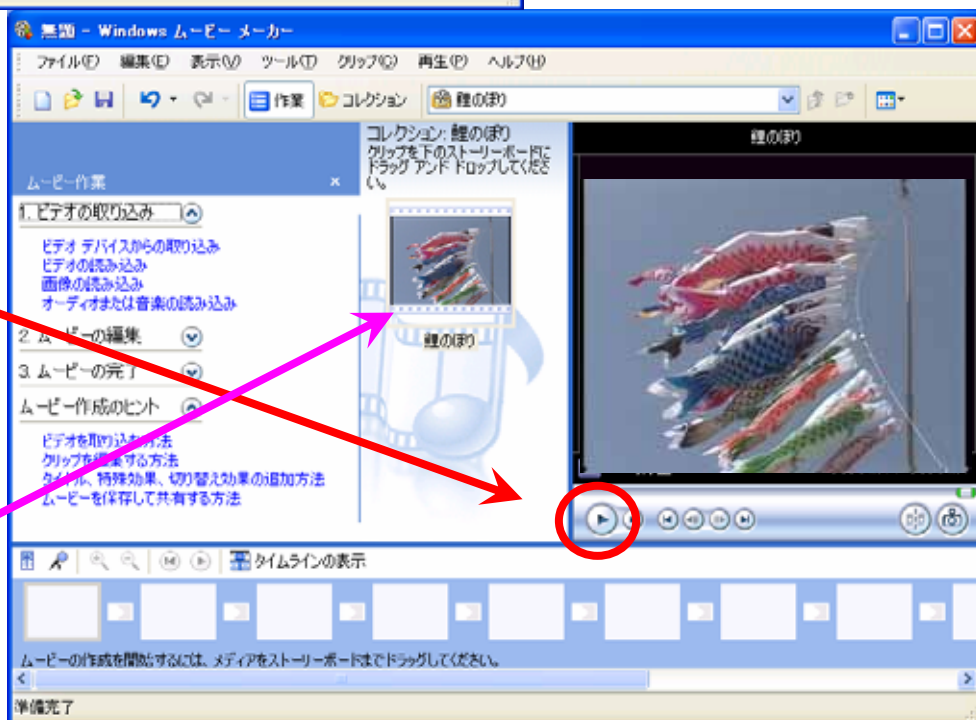 無題 - Windows ムービー メーカー
ファイル(F) 編集(E) 表示(V) ツール(T) クリップ(C) 再生(P) ヘルプ(H)
作業 コレクション 鯉のぼり
ムービー作業 ×
1. ビデオの取り込み
ビデオ デバイスからの取り込み
ビデオの読み込み
画像の読み込み
オーディオまたは音楽の読み込み
2. ムービーの編集
3. ムービーの完了
ムービー作成のヒント
ビデオを取り込む方法
クリップを編集する方法
タイトル、特殊効果、切り替え効果の追加方法
ムービーを保存して共有する方法
コレクション: 鯉のぼり
クリップを下のストーリーボードに
ドラッグ アンド ドロップしてくださ
い。
鯉のぼり
鯉のぼり
タイムラインの表示
ムービーの作成を開始するには、メディアをストーリーボードまでドラッグしてください。
準備完了